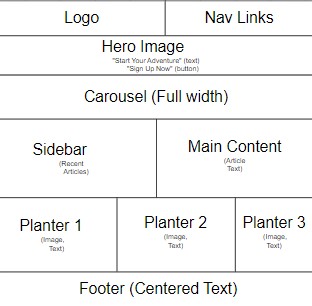 Logo
Nav Links
Hero Image
"Start Your Adventure" (text)
"Sign Up Now" (button)
Carousel (Full width)
Sidebar
(Recent
Articles)
Main Content
(Article
Text)
Planter 1
(Image,
Text)
Planter 2
(Image,
Text)
Planter 3
(Image,
Text)
Footer (Centered Text)